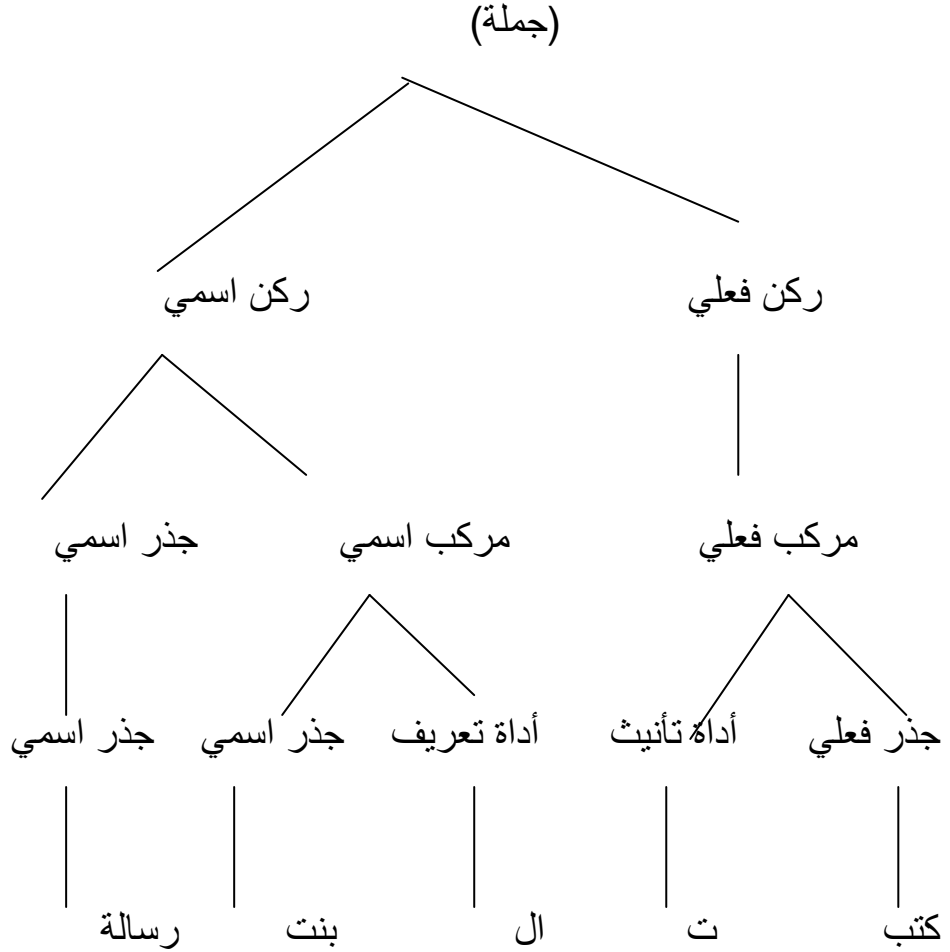 (جملة)
ركن فعلي ركن اسمي
مركب فعلي مركب اسمي جذر اسمي
جذر فعلي أداة تأنيث أداة تعريف جذر اسمي جذر اسمي
كتب ت ال بنت رسالة